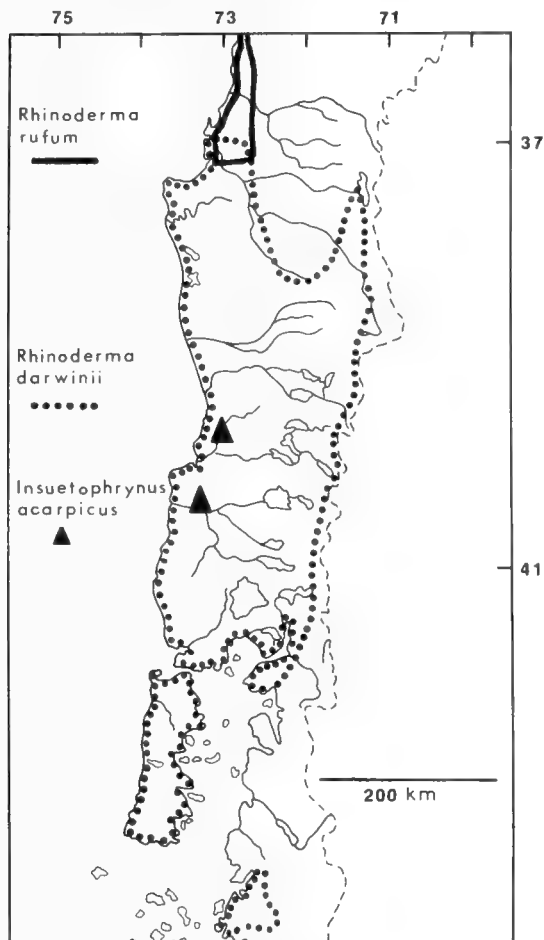 75 73 71
Rhinoderma
rufum
37
Rhinoderma
darwinii
Insuetophrynus
acarpicus
41
200 km